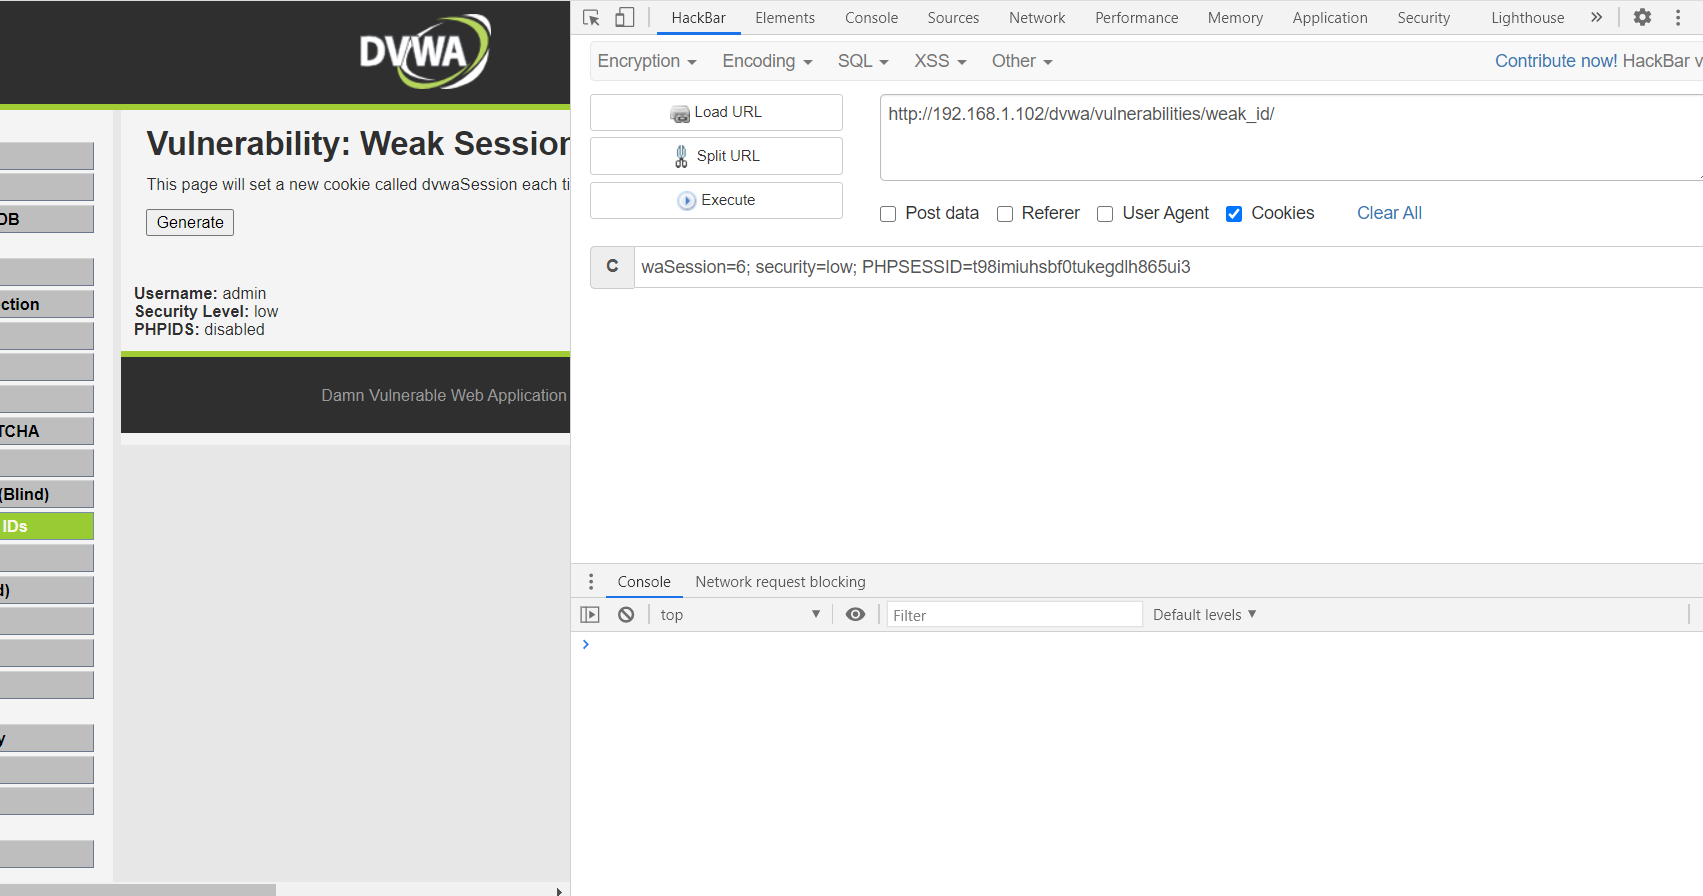 DVWA
DB
ction
TCHA
(Blind)
IDs
d)
y
Vulnerability: Weak Session
This page will set a new cookie called dvwaSession each ti
Generate
Username: admin
Security Level: low
PHPIDS: disabled
Damn Vulnerable Web Application
HackBar Elements Console Sources Network Performance Memory Application Security Lighthouse »
Encryption Encoding SQL XSS Other Contribute now! HackBar v
Load URL
Split URL
Execute
http://192.168.1.102/dvwa/vulnerabilities/weak_id/
Post data Referer User Agent Cookies Clear All
C waSession=6; security=low; PHPSESSID=t98imiuhsbf0tukegdlh865ui3
Console Network request blocking
top Filter Default levels